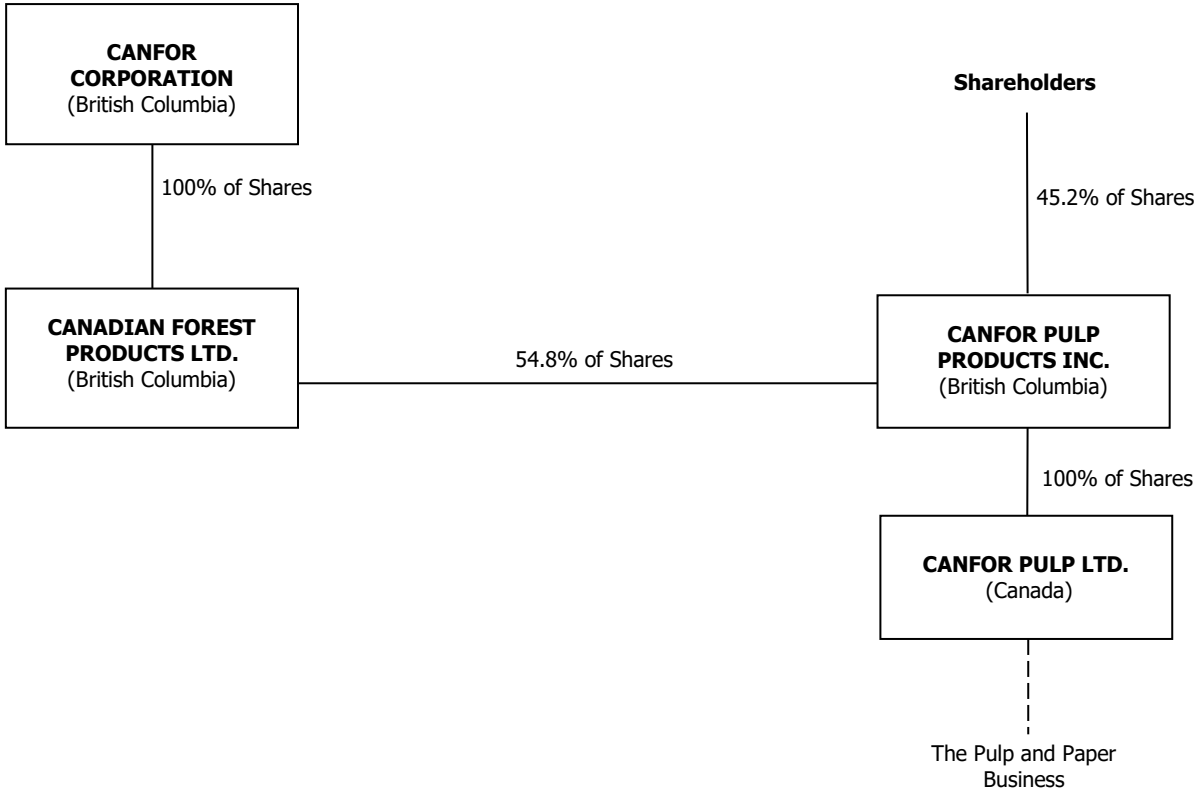 CANFOR
CORPORATION
(British Columbia)
Shareholders
100% of Shares
45.2% of Shares
CANADIAN FOREST
PRODUCTS LTD.
(British Columbia)
54.8% of Shares
CANFOR PULP
PRODUCTS INC.
(British Columbia)
100% of Shares
CANFOR PULP LTD.
(Canada)
The Pulp and Paper
Business